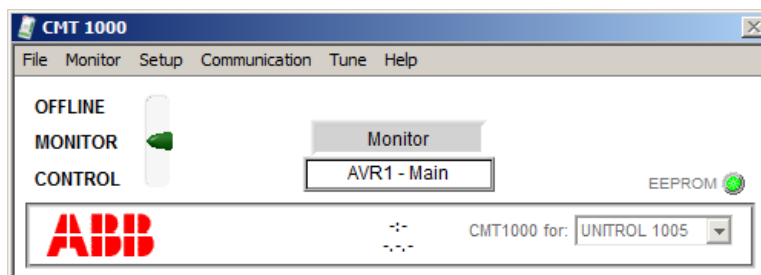 CMT 1000
File Monitor Setup Communication Tune Help
OFFLINE
MONITOR
CONTROL
Monitor
AVR1 - Main
EEPROM
ABB
-:-
-.-.-
CMT1000 for: UNITROL 1005